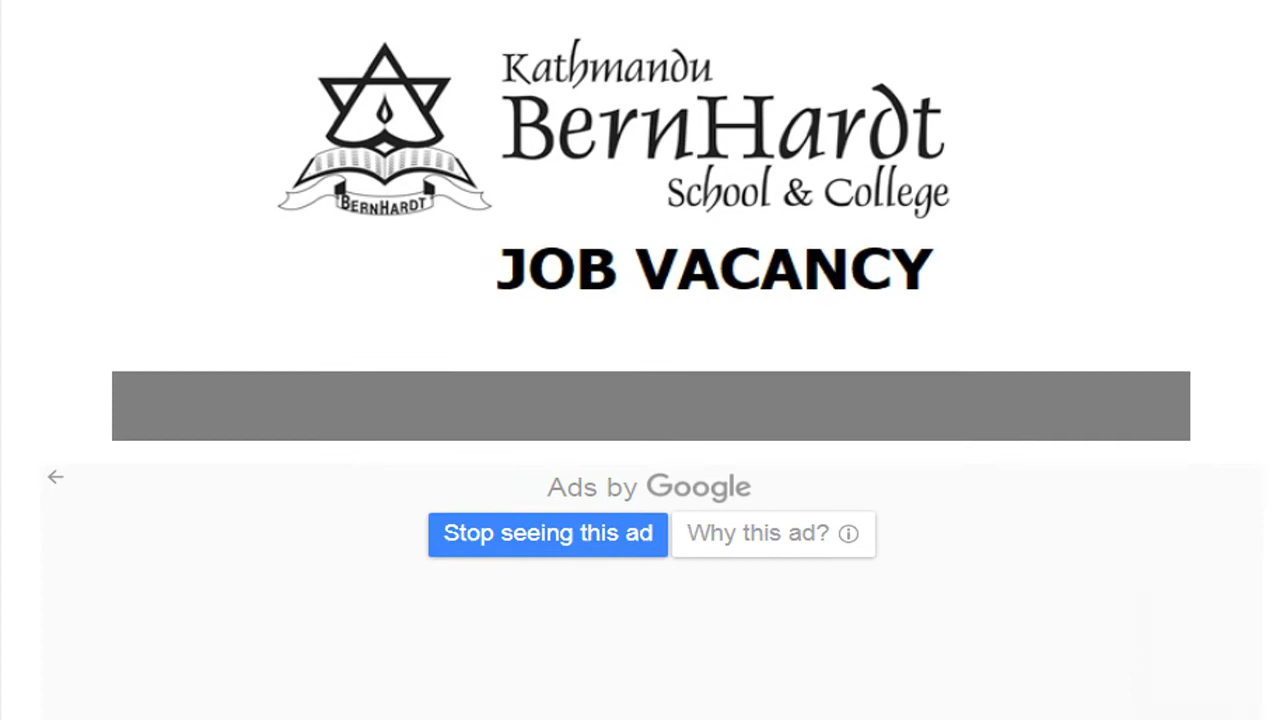 Kathmandu
BernHardt
School & College
BERNHARDT
JOB VACANCY
Ads by Google
Stop seeing this ad
Why this ad?